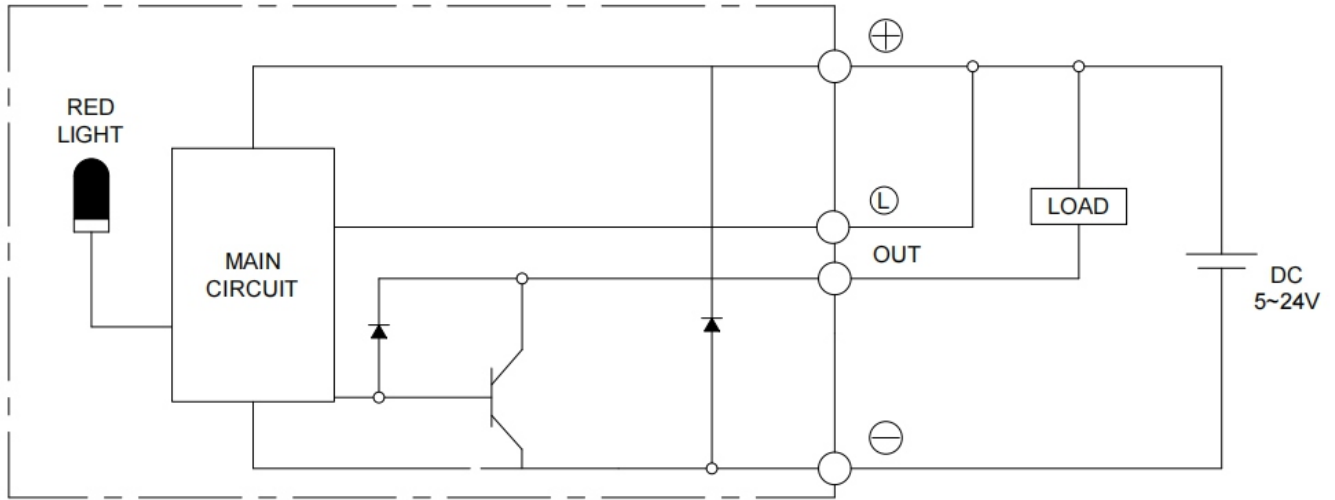 RED
LIGHT
MAIN
CIRCUIT
⊕
Ⓛ
OUT
LOAD
DC
5~24V
⊖